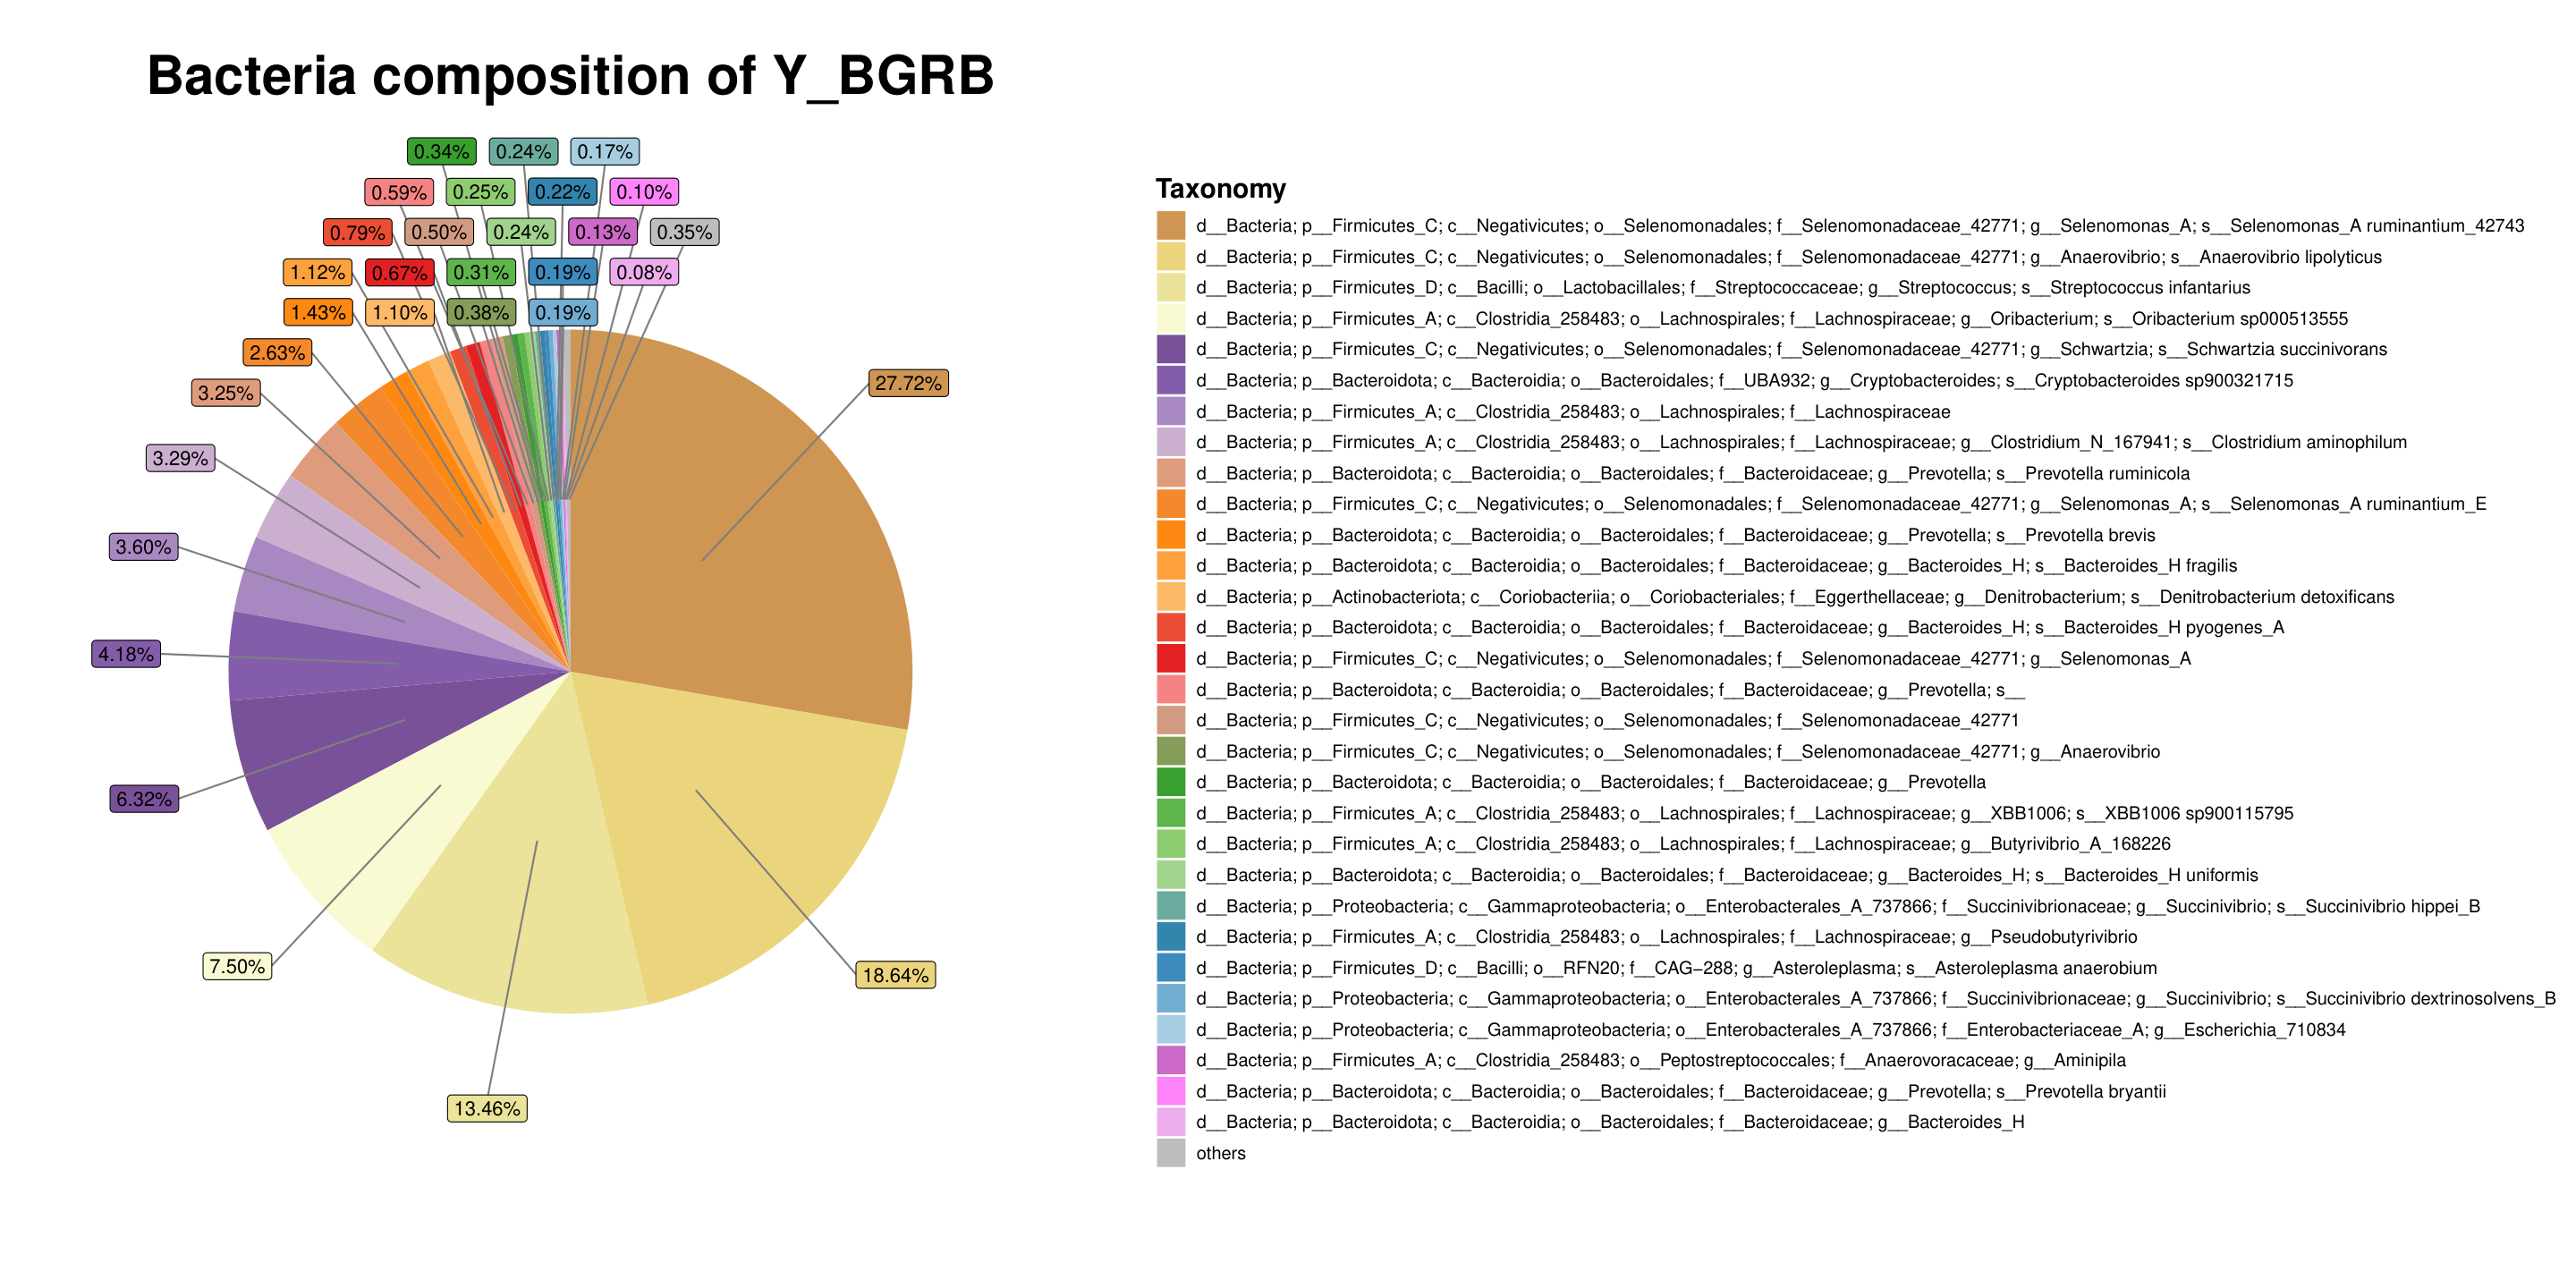 Bacteria composition of Y_BGRB
0.34% 0.24% 0.17%
0.59% 0.25% 0.22% 0.10%
0.79% 0.50% 0.24% 0.13% 0.35%
1.12% 0.67% 0.31% 0.19% 0.08%
1.43% 1.10% 0.38% 0.19%
2.63%
3.25%
27.72%
3.29%
3.60%
4.18%
6.32%
7.50%
18.64%
13.46%
Taxonomy
d__Bacteria; p__Firmicutes_C; c__Negativicutes; o__Selenomonadales; f__Selenomonadaceae_42771; g__Selenomonas_A; s__Selenomonas_A ruminantium_42743
d__Bacteria; p__Firmicutes_C; c__Negativicutes; o__Selenomonadales; f__Selenomonadaceae_42771; g__Anaerovibrio; s__Anaerovibrio lipolyticus
d__Bacteria; p__Firmicutes_D; c__Bacilli; o__Lactobacillales; f__Streptococcaceae; g__Streptococcus; s__Streptococcus infantarius
d__Bacteria; p__Firmicutes_A; c__Clostridia_258483; o__Lachnospirales; f__Lachnospiraceae; g__Oribacterium; s__Oribacterium sp000513555
d__Bacteria; p__Firmicutes_C; c__Negativicutes; o__Selenomonadales; f__Selenomonadaceae_42771; g__Schwartzia; s__Schwartzia succinivorans
d__Bacteria; p__Bacteroidota; c__Bacteroidia; o__Bacteroidales; f__UBA932; g__Cryptobacteroides; s__Cryptobacteroides sp900321715
d__Bacteria; p__Firmicutes_A; c__Clostridia_258483; o__Lachnospirales; f__Lachnospiraceae
d__Bacteria; p__Firmicutes_A; c__Clostridia_258483; o__Lachnospirales; f__Lachnospiraceae; g__Clostridium_N_167941; s__Clostridium aminophilum
d__Bacteria; p__Bacteroidota; c__Bacteroidia; o__Bacteroidales; f__Bacteroidaceae; g__Prevotella; s__Prevotella ruminicola
d__Bacteria; p__Firmicutes_C; c__Negativicutes; o__Selenomonadales; f__Selenomonadaceae_42771; g__Selenomonas_A; s__Selenomonas_A ruminantium_E
d__Bacteria; p__Bacteroidota; c__Bacteroidia; o__Bacteroidales; f__Bacteroidaceae; g__Prevotella; s__Prevotella brevis
d__Bacteria; p__Bacteroidota; c__Bacteroidia; o__Bacteroidales; f__Bacteroidaceae; g__Bacteroides_H; s__Bacteroides_H fragilis
d__Bacteria; p__Actinobacteriota; c__Coriobacteriia; o__Coriobacteriales; f__Eggerthellaceae; g__Denitrobacterium; s__Denitrobacterium detoxificans
d__Bacteria; p__Bacteroidota; c__Bacteroidia; o__Bacteroidales; f__Bacteroidaceae; g__Bacteroides_H; s__Bacteroides_H pyogenes_A
d__Bacteria; p__Firmicutes_C; c__Negativicutes; o__Selenomonadales; f__Selenomonadaceae_42771; g__Selenomonas_A
d__Bacteria; p__Bacteroidota; c__Bacteroidia; o__Bacteroidales; f__Bacteroidaceae; g__Prevotella; s__
d__Bacteria; p__Firmicutes_C; c__Negativicutes; o__Selenomonadales; f__Selenomonadaceae_42771
d__Bacteria; p__Firmicutes_C; c__Negativicutes; o__Selenomonadales; f__Selenomonadaceae_42771; g__Anaerovibrio
d__Bacteria; p__Bacteroidota; c__Bacteroidia; o__Bacteroidales; f__Bacteroidaceae; g__Prevotella
d__Bacteria; p__Firmicutes_A; c__Clostridia_258483; o__Lachnospirales; f__Lachnospiraceae; g__XBB1006; s__XBB1006 sp900115795
d__Bacteria; p__Firmicutes_A; c__Clostridia_258483; o__Lachnospirales; f__Lachnospiraceae; g__Butyrivibrio_A_168226
d__Bacteria; p__Bacteroidota; c__Bacteroidia; o__Bacteroidales; f__Bacteroidaceae; g__Bacteroides_H; s__Bacteroides_H uniformis
d__Bacteria; p__Proteobacteria; c__Gammaproteobacteria; o__Enterobacterales_A_737866; f__Succinivibrionaceae; g__Succinivibrio; s__Succinivibrio hippei_B
d__Bacteria; p__Firmicutes_A; c__Clostridia_258483; o__Lachnospirales; f__Lachnospiraceae; g__Pseudobutyrivibrio
d__Bacteria; p__Firmicutes_D; c__Bacilli; o__RFN20; f__CAG−288; g__Asteroleplasma; s__Asteroleplasma anaerobium
d__Bacteria; p__Proteobacteria; c__Gammaproteobacteria; o__Enterobacterales_A_737866; f__Succinivibrionaceae; g__Succinivibrio; s__Succinivibrio dextrinosolvens_B
d__Bacteria; p__Proteobacteria; c__Gammaproteobacteria; o__Enterobacterales_A_737866; f__Enterobacteriaceae_A; g__Escherichia_710834
d__Bacteria; p__Firmicutes_A; c__Clostridia_258483; o__Peptostreptococcales; f__Anaerovoracaceae; g__Aminipila
d__Bacteria; p__Bacteroidota; c__Bacteroidia; o__Bacteroidales; f__Bacteroidaceae; g__Prevotella; s__Prevotella bryantii
d__Bacteria; p__Bacteroidota; c__Bacteroidia; o__Bacteroidales; f__Bacteroidaceae; g__Bacteroides_H
others